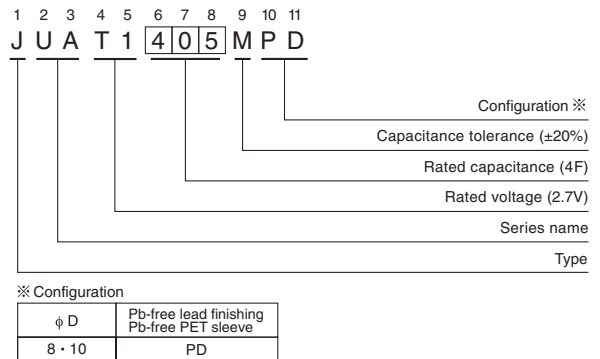 1 2 3 4 5 6 7 8 9 10 11
J U A T 1 4 0 5 M P D
Configuration ※
Capacitance tolerance (±20%)
Rated capacitance (4F)
Rated voltage (2.7V)
Series name
Type
※ Configuration
ϕ D
Pb-free lead finishing
Pb-free PET sleeve
8 · 10
PD